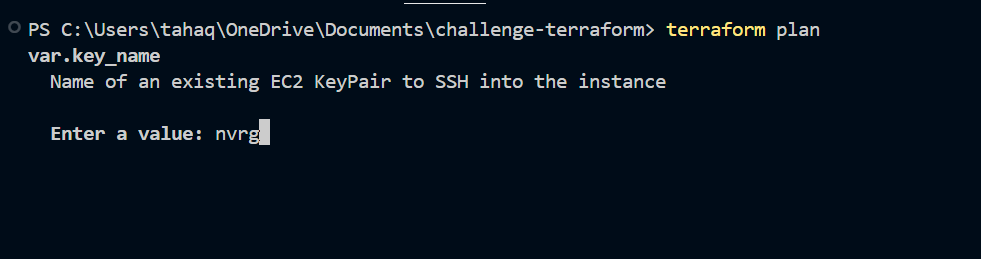 PS C:\Users\tahaq\OneDrive\Documents\challenge-terraform> terraform plan
var.key_name
Name of an existing EC2 KeyPair to SSH into the instance
Enter a value: nvrg